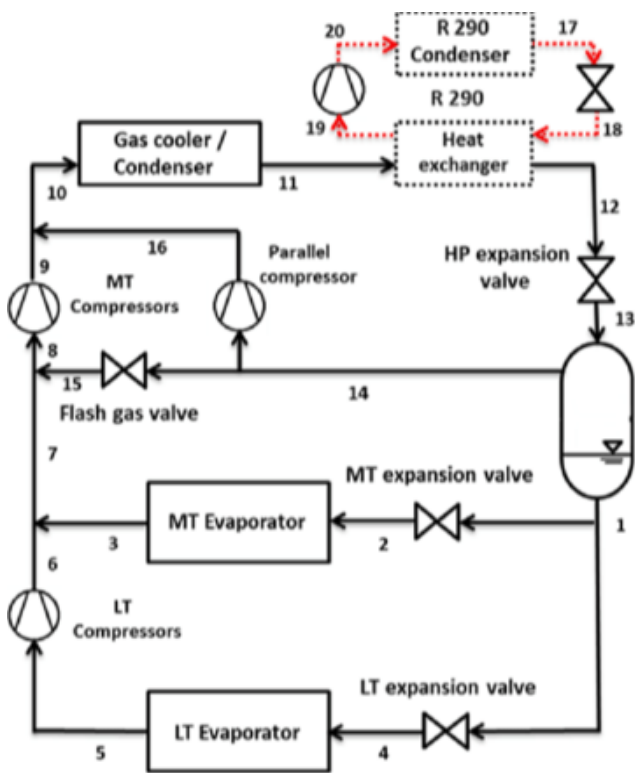 20
R 290
Condenser
17
R 290
19
Heat
exchanger
18
Gas cooler /
Condenser
10
11
12
16
Parallel
compressor
HP expansion
valve
9
MT
Compressors
13
8
15
14
Flash gas valve
7
MT expansion valve
MT Evaporator
3
2
1
6
LT
Compressors
LT expansion valve
LT Evaporator
5
4